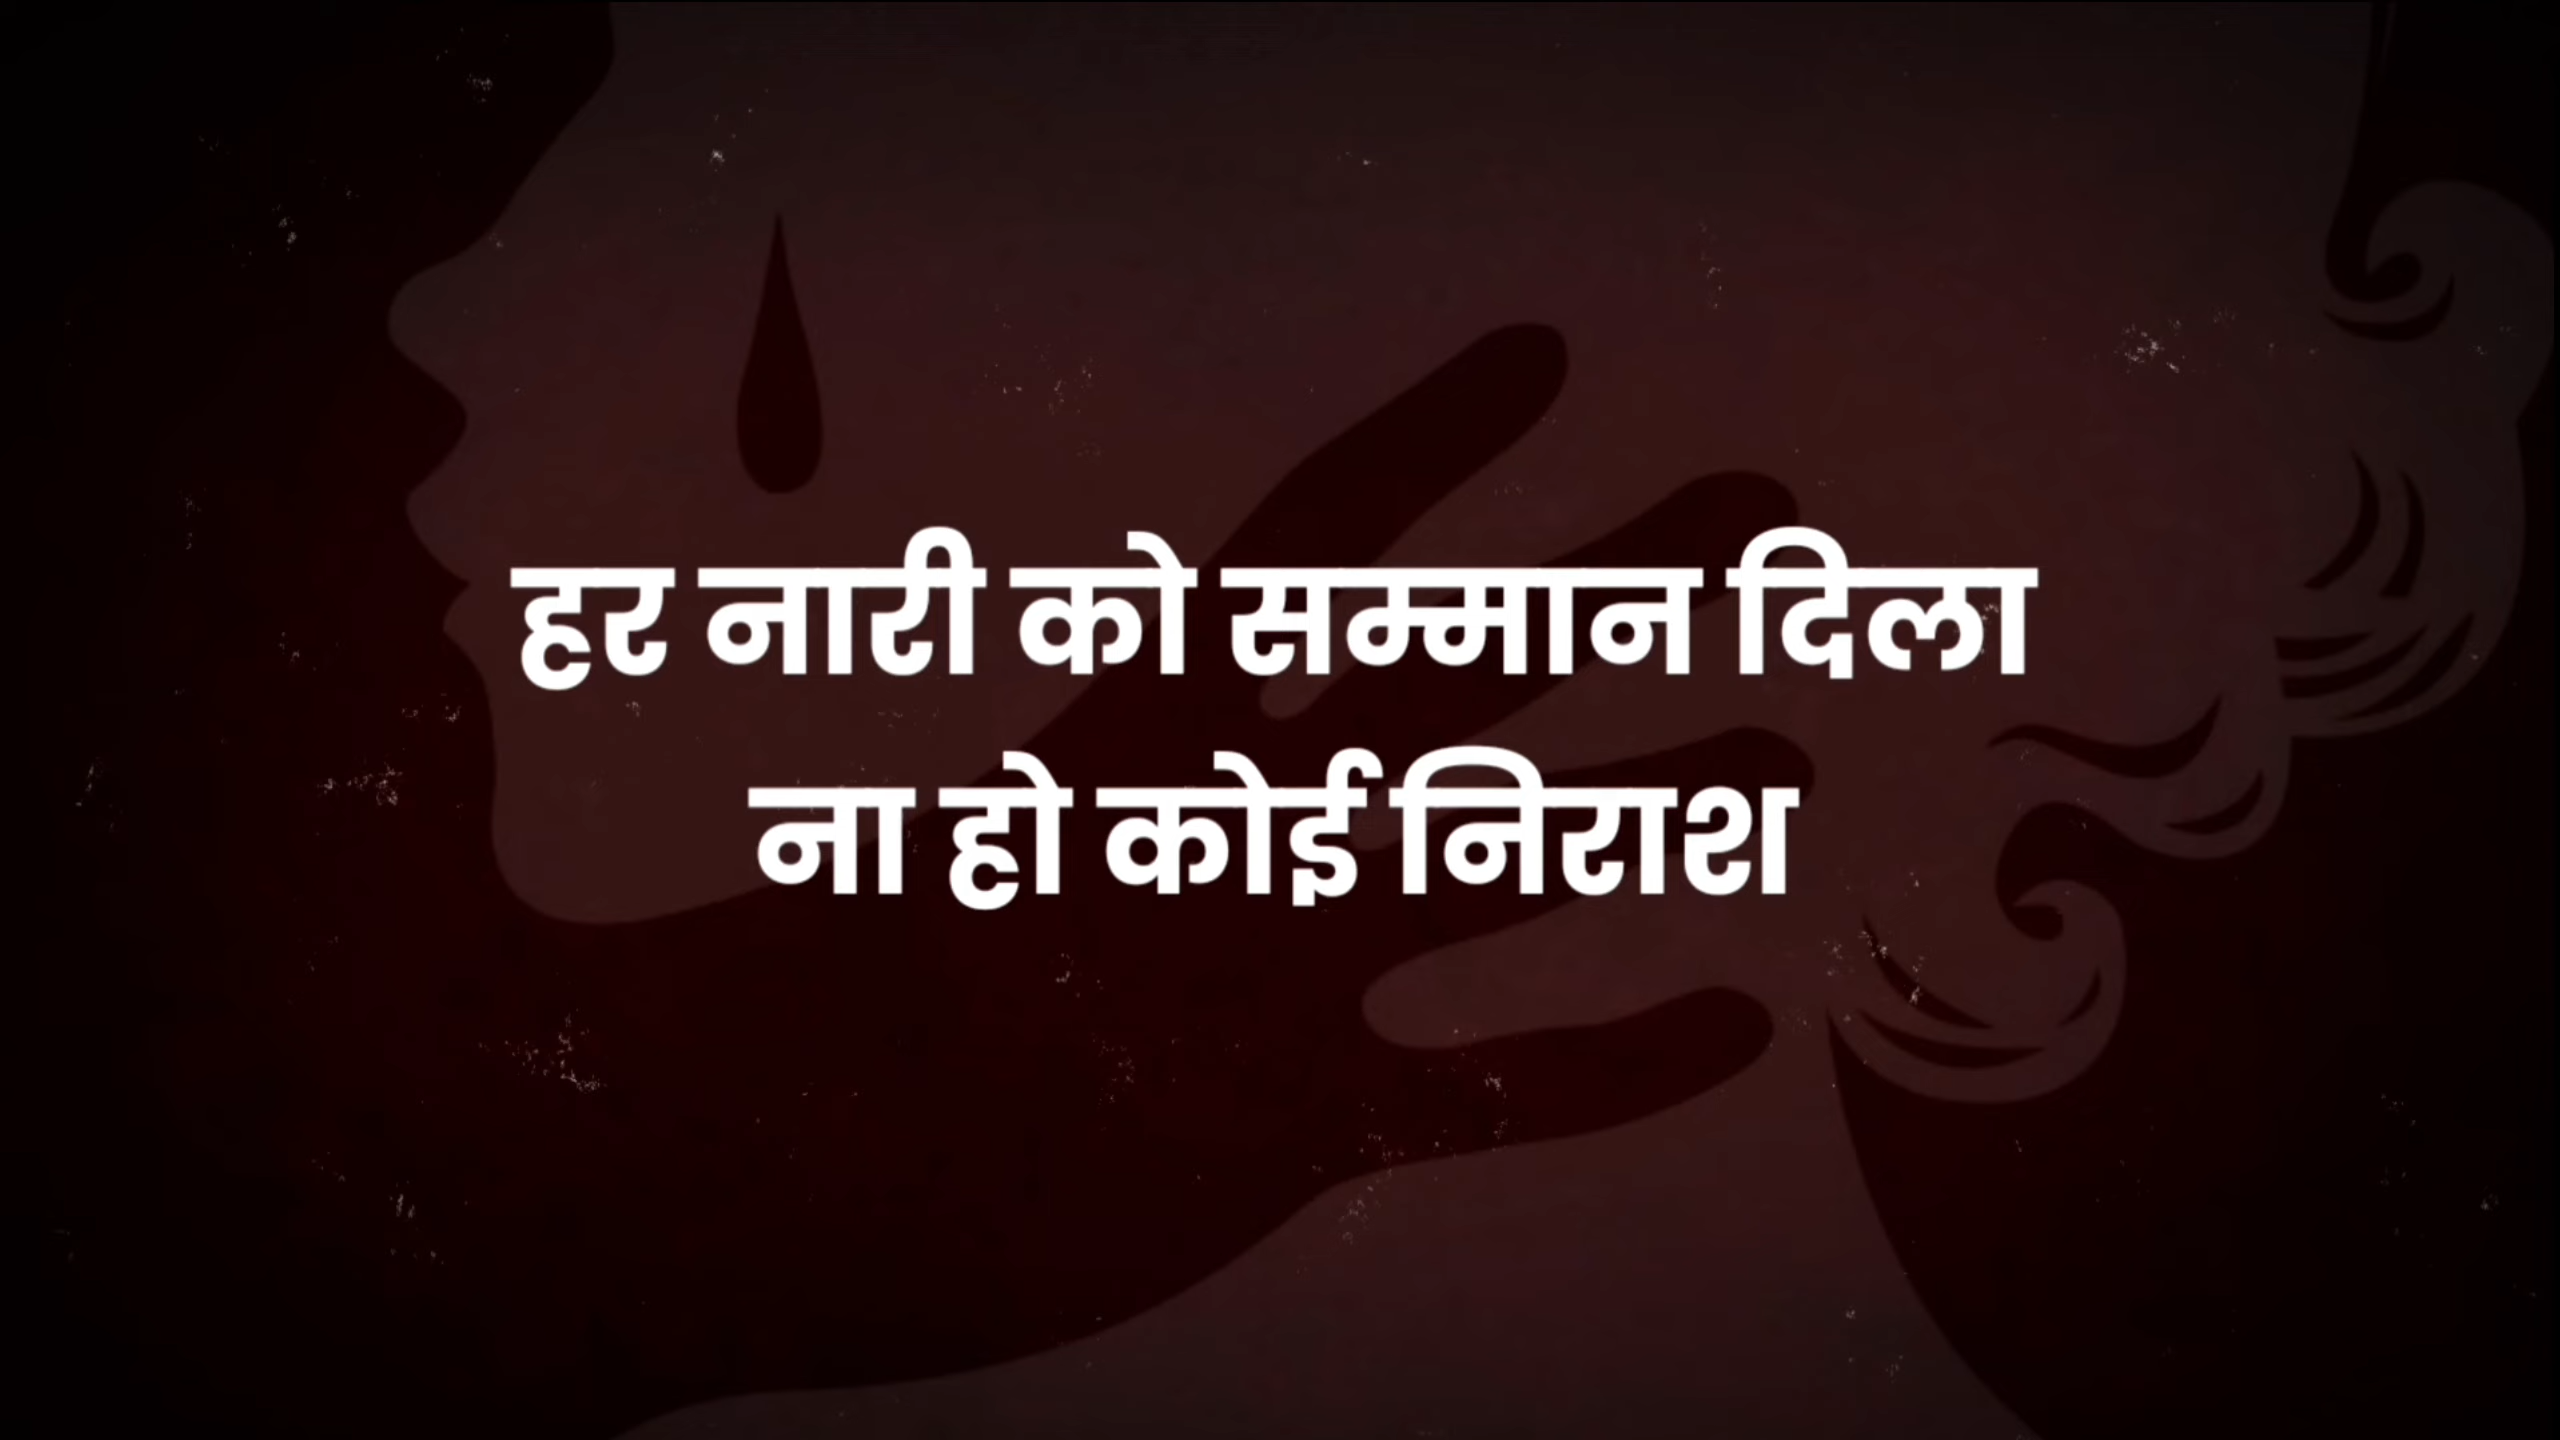 हर नारी को सम्मान दिला
ना हो कोई निराश